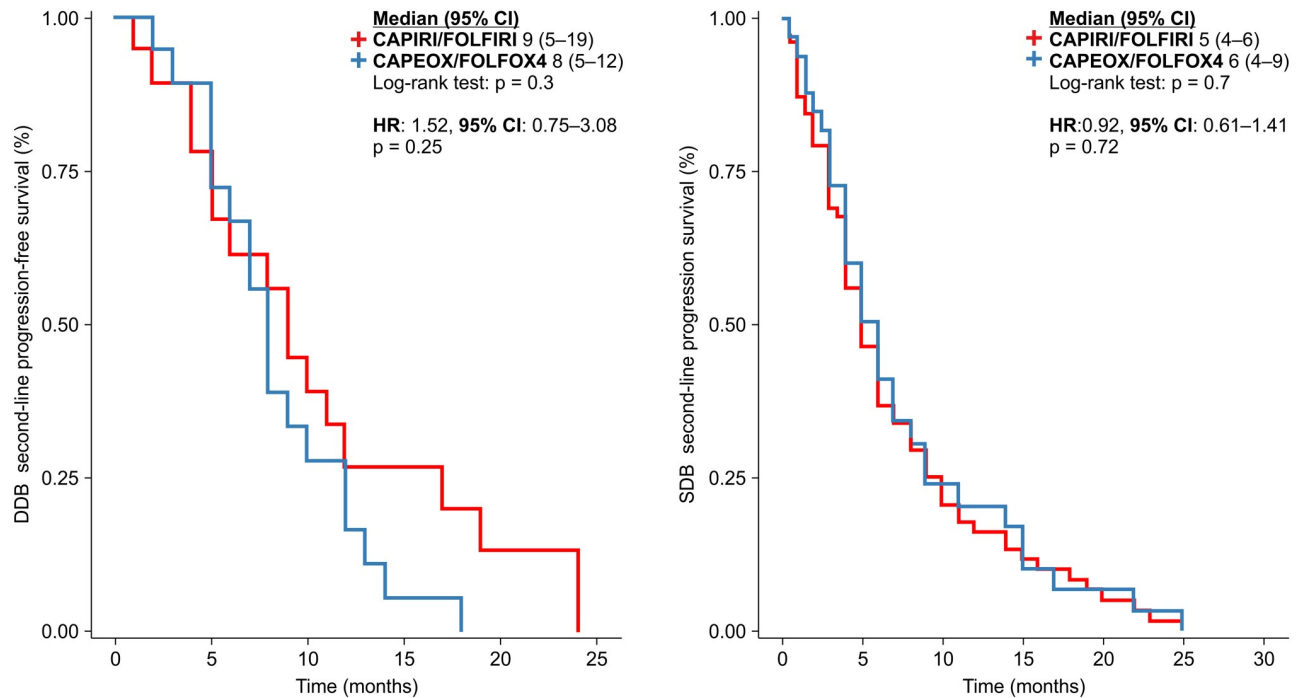 DDB second-line progression-free survival (%)
1.00
0.75
0.50
0.25
0.00
Median (95% CI)
CAPIRI/FOLFIRI 9 (5–19)
CAPEOX/FOLFOX4 8 (5–12)
Log-rank test: p = 0.3
HR: 1.52, 95% CI: 0.75–3.08
p = 0.25
0 5 10 15 20 25
Time (months)
SDB second-line progression survival (%)
1.00
0.75
0.50
0.25
0.00
Median (95% CI)
CAPIRI/FOLFIRI 5 (4–6)
CAPEOX/FOLFOX4 6 (4–9)
Log-rank test: p = 0.7
HR:0.92, 95% CI: 0.61–1.41
p = 0.72
0 5 10 15 20 25 30
Time (months)